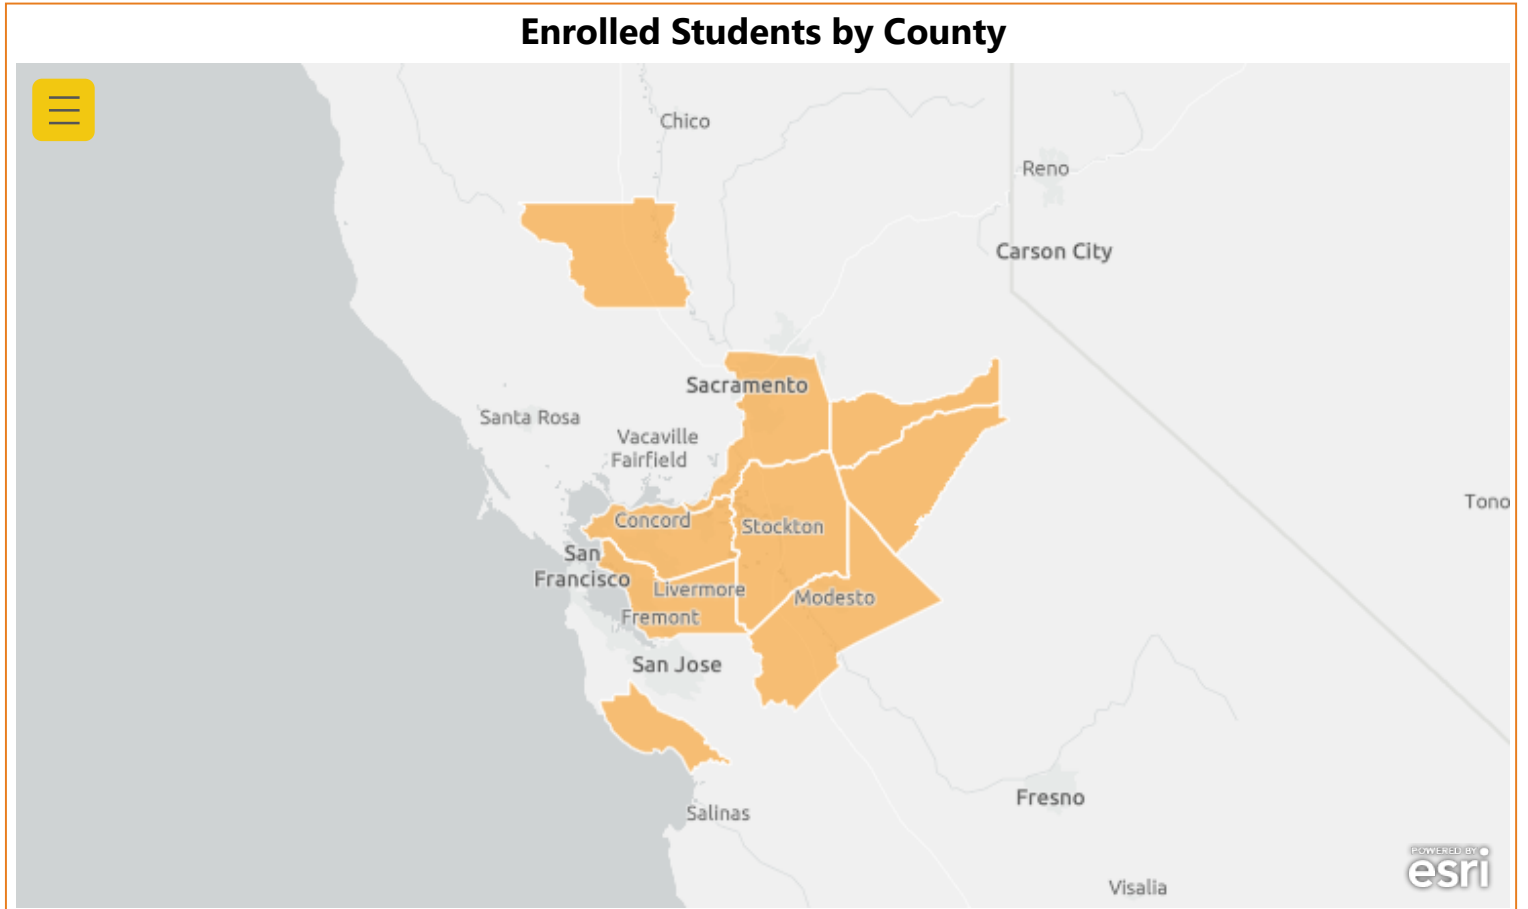 Enrolled Students by County
Chico
Reno
Carson City
Sacramento
Santa Rosa
Vacaville
Fairfield
Tono
Concord
Stockton
San
Francisco
Livermore
Modesto
Fremont
San Jose
Fresno
Salinas
POWERED BY
esri
Visalia